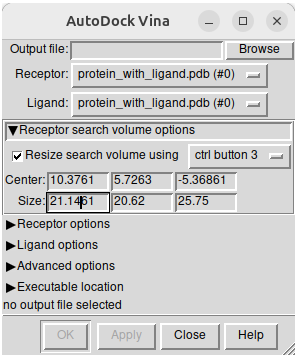 AutoDock Vina
Output file: Browse
Receptor: protein_with_ligand.pdb (#0)
Ligand: protein_with_ligand.pdb (#0)
Receptor search volume options
Resize search volume using ctrl button 3
Center: 10.3761 5.7263 -5.36861
Size: 21.1461 20.62 25.75
Receptor options
Ligand options
Advanced options
Executable location
no output file selected
OK Apply Close Help